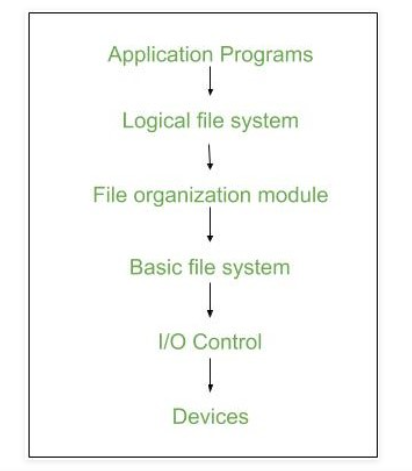 Application Programs
Logical file system
File organization module
Basic file system
I/O Control
Devices